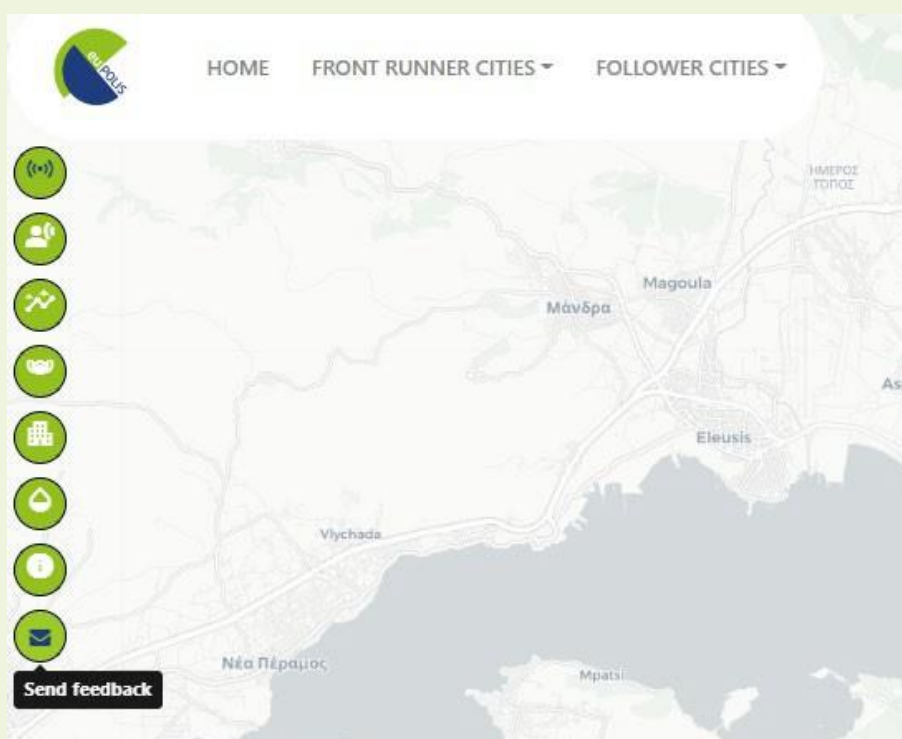 euPOLIS
HOME
FRONT RUNNER CITIES
FOLLOWER CITIES
ΗΜΕΡΟΣ
ΤΟΠΟΣ
Magoula
Μάνδρα
As
Eleusis
Vlychada
Νέα Πέραμος
Mpatsi
Send feedback